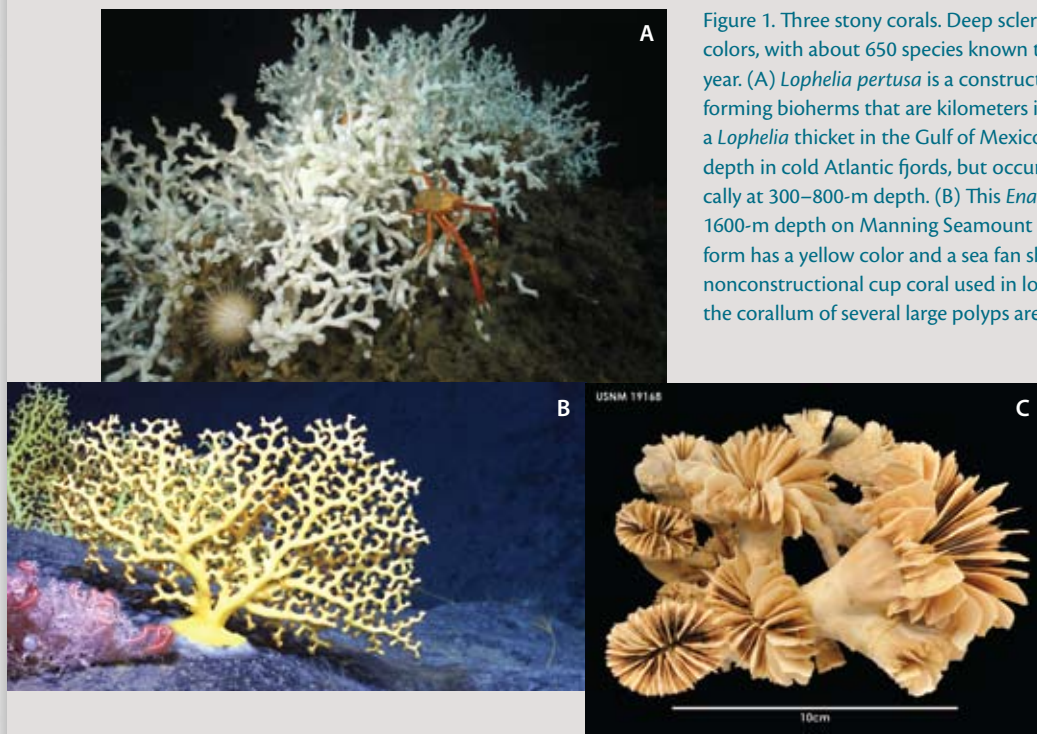 A
Figure 1. Three stony corals. Deep scler
colors, with about 650 species known t
year. (A) Lophelia pertusa is a construct
forming bioherms that are kilometers i
a Lophelia thicket in the Gulf of Mexico
depth in cold Atlantic fjords, but occur
cally at 300–800-m depth. (B) This Ena
1600-m depth on Manning Seamount
form has a yellow color and a sea fan sh
nonconstructional cup coral used in lo
the corallum of several large polyps are
B
USNM 19168
C
10cm